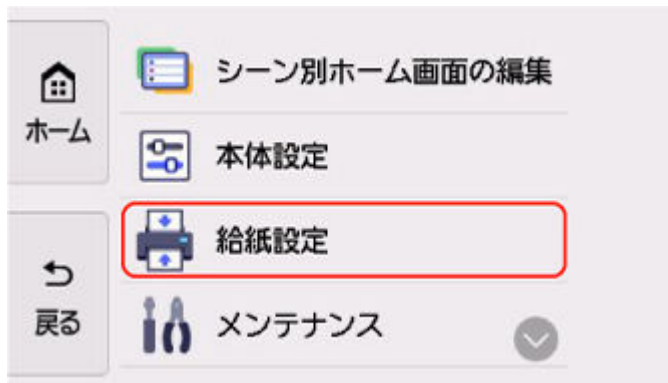 ホーム
戻る
シーン別ホーム画面の編集
本体設定
給紙設定
メンテナンス